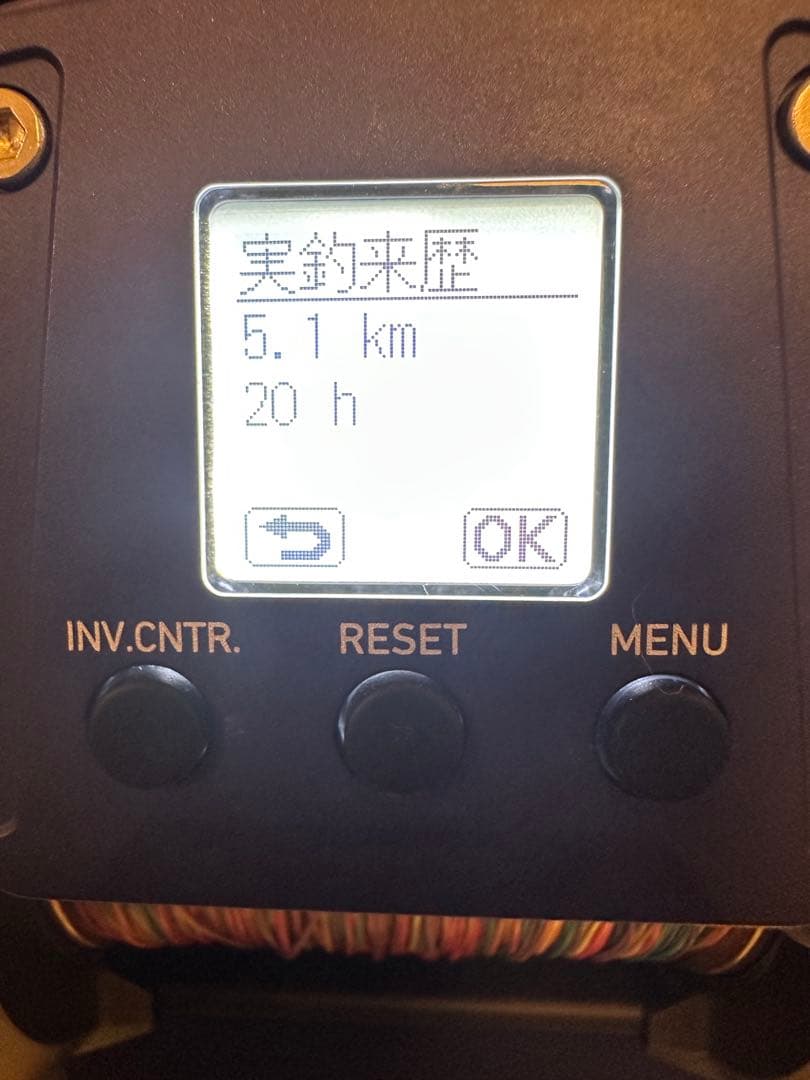 実釣来歴
5.1 km
20 h
OK
INV.CNTR. RESET MENU